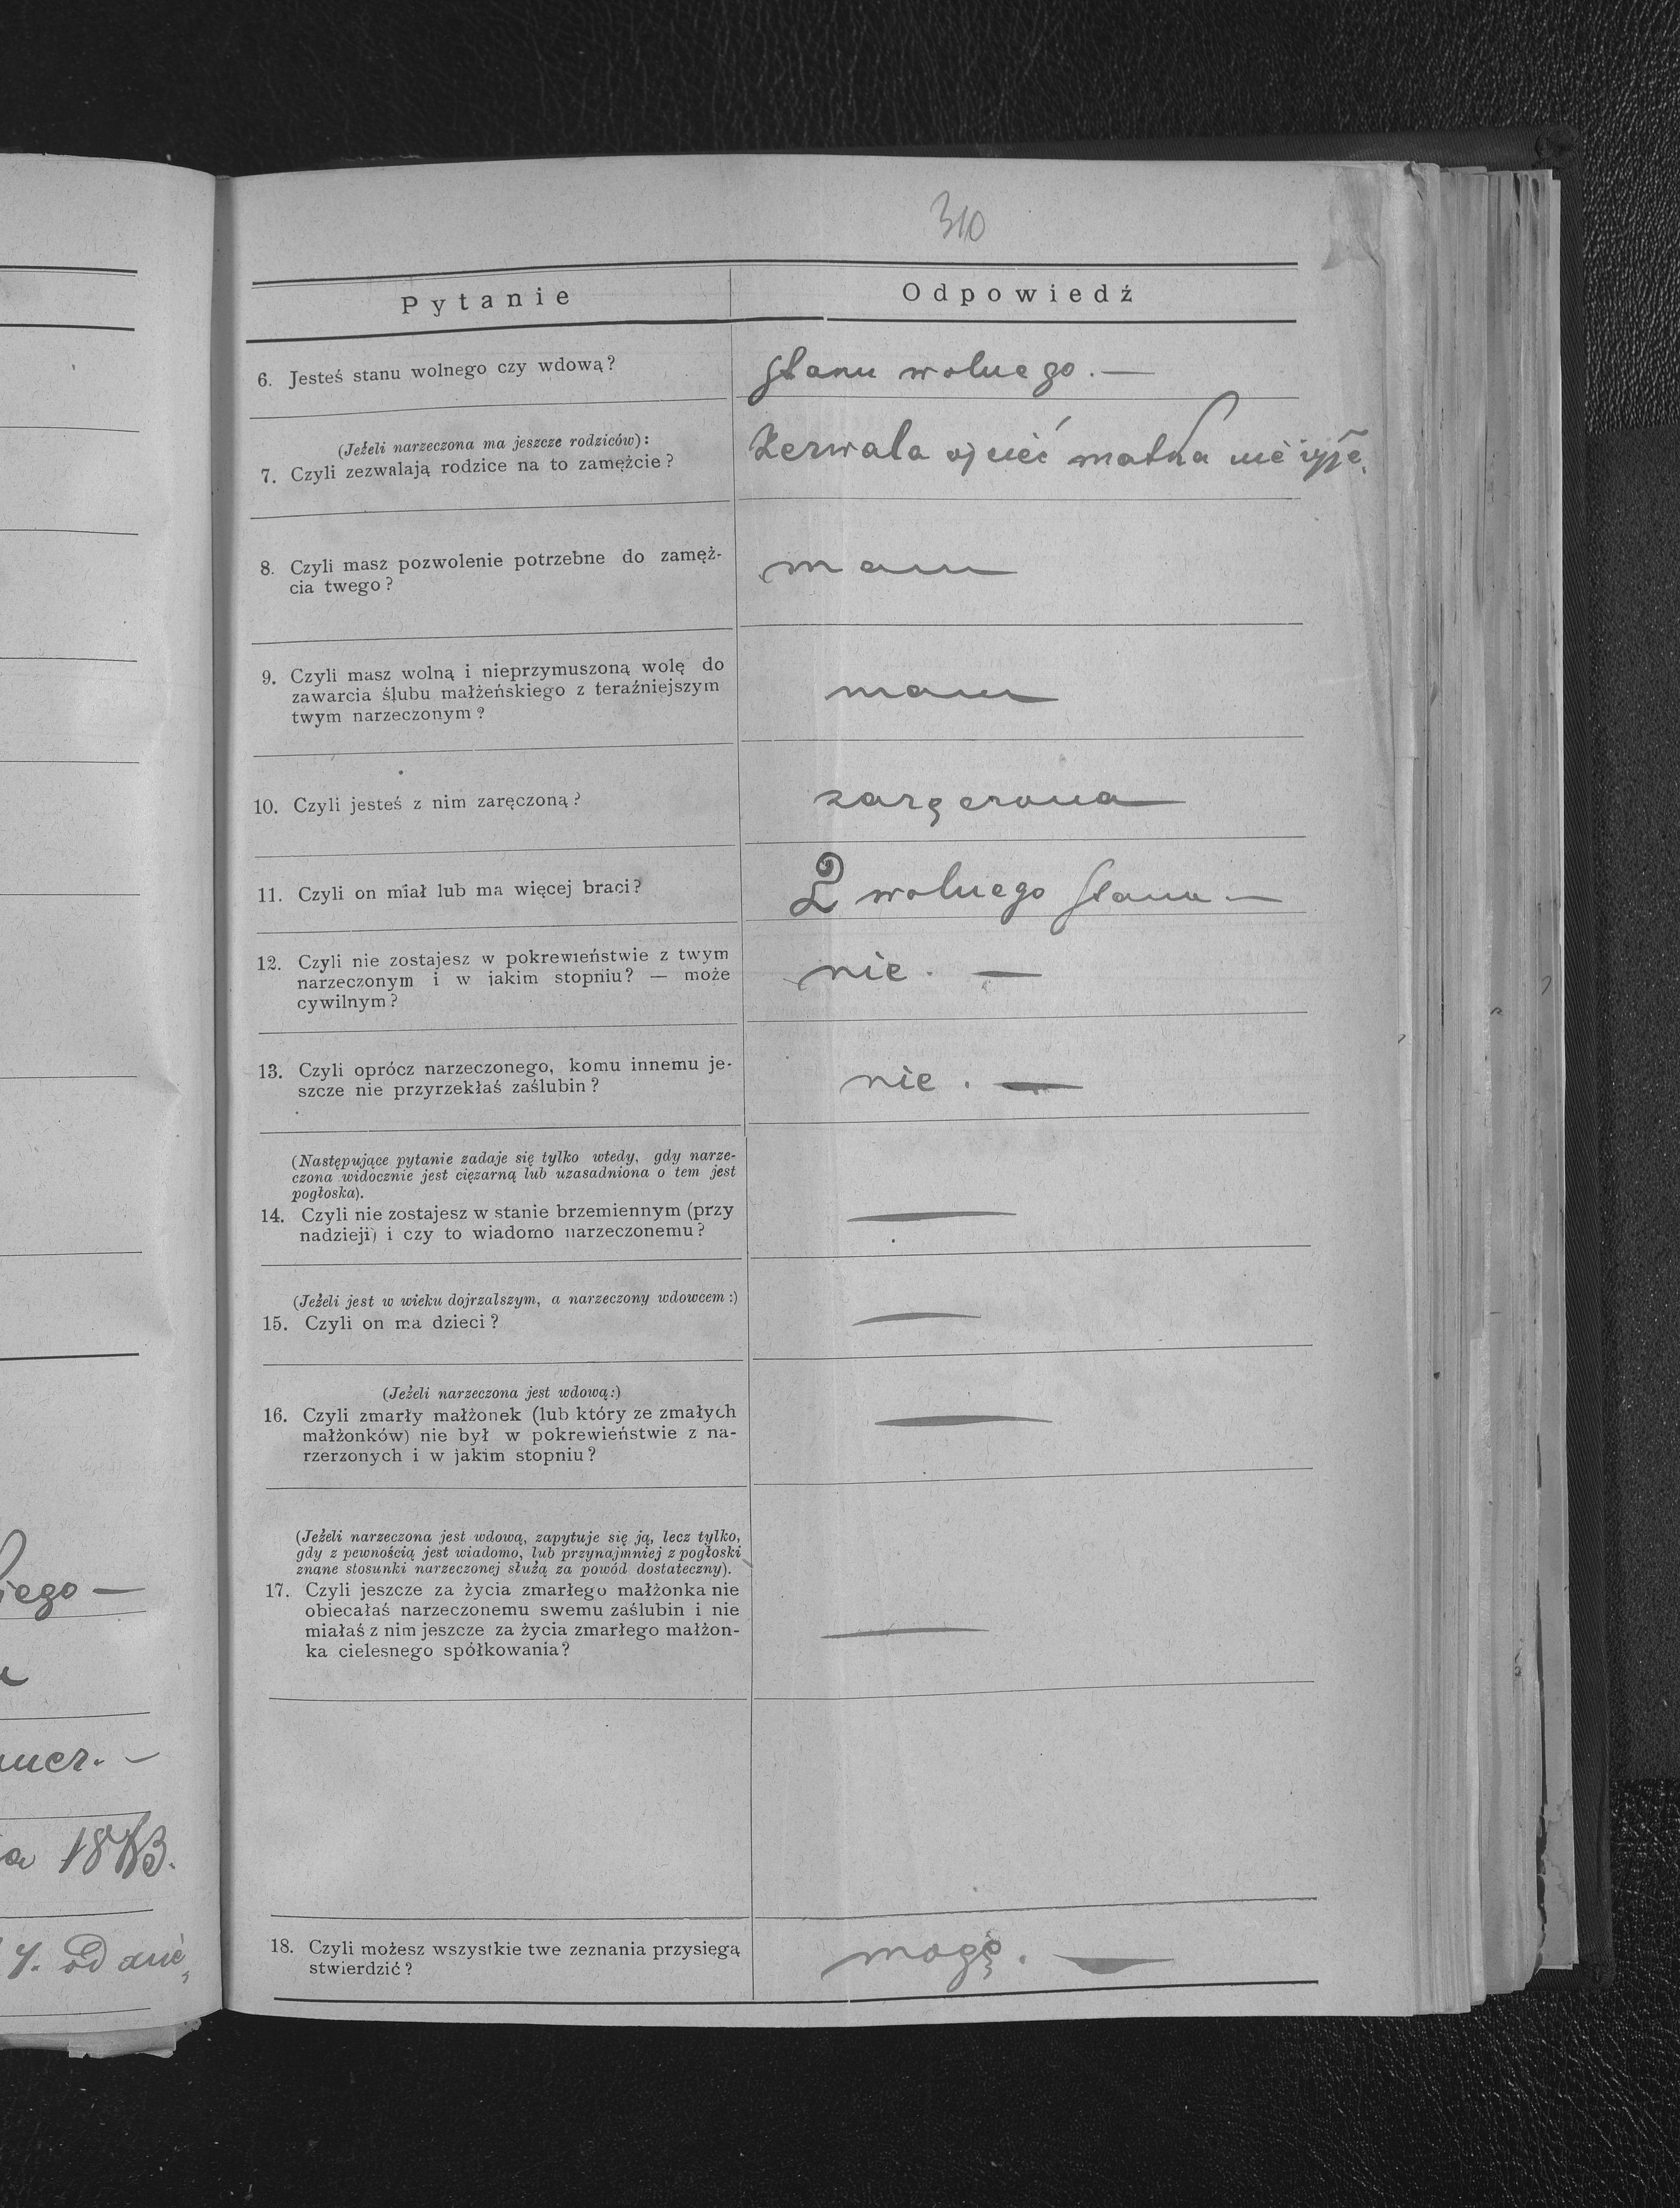 310
Pytanie
Odpowiedź
6. Jesteś stanu wolnego czy wdową?
stanu wolnego. —
(Jeżeli narzeczona ma jeszcze rodziców):
7. Czyli zezwalają rodzice na to zamężcie?
Zezwala ojciec matka nie żyje.
8. Czyli masz pozwolenie potrzebne do zamęż-
cia twego?
mam
9. Czyli masz wolną i nieprzymuszoną wolę do
zawarcia ślubu małżeńskiego z teraźniejszym
twym narzeczonym?
mam
10. Czyli jesteś z nim zaręczoną?
zaręczona
11. Czyli on miał lub ma więcej braci?
2 wolnego stanu —
12. Czyli nie zostajesz w pokrewieństwie z twym
narzeczonym i w jakim stopniu? — może
cywilnym?
nie. —
13. Czyli oprócz narzeczonego, komu innemu je-
szcze nie przyrzekłaś zaślubin?
nie. —
(Następujące pytanie zadaje się tylko wtedy, gdy narze-
czona widocznie jest ciężarną lub uzasadniona o tem jest
pogłoska).
14. Czyli nie zostajesz w stanie brzemiennym (przy
nadzieji) i czy to wiadomo narzeczonemu?
—
(Jeżeli jest w wieku dojrzalszym, a narzeczony wdowcem:)
15. Czyli on ma dzieci?
—
(Jeżeli narzeczona jest wdową:)
16. Czyli zmarły małżonek (lub który ze zmałych
małżonków) nie był w pokrewieństwie z na-
rzerzonych i w jakim stopniu?
—
(Jeżeli narzeczona jest wdową, zapytuje się ją, lecz tylko,
gdy z pewnością jest wiadomo, lub przynajmniej z pogłoski
znane stosunki narzeczonej służą za powód dostateczny).
17. Czyli jeszcze za życia zmarłego małżonka nie
obiecałaś narzeczonemu swemu zaślubin i nie
miałaś z nim jeszcze za życia zmarłego małżon-
ka cielesnego spółkowania?
—
18. Czyli możesz wszystkie twe zeznania przysięgą
stwierdzić?
mogę. —